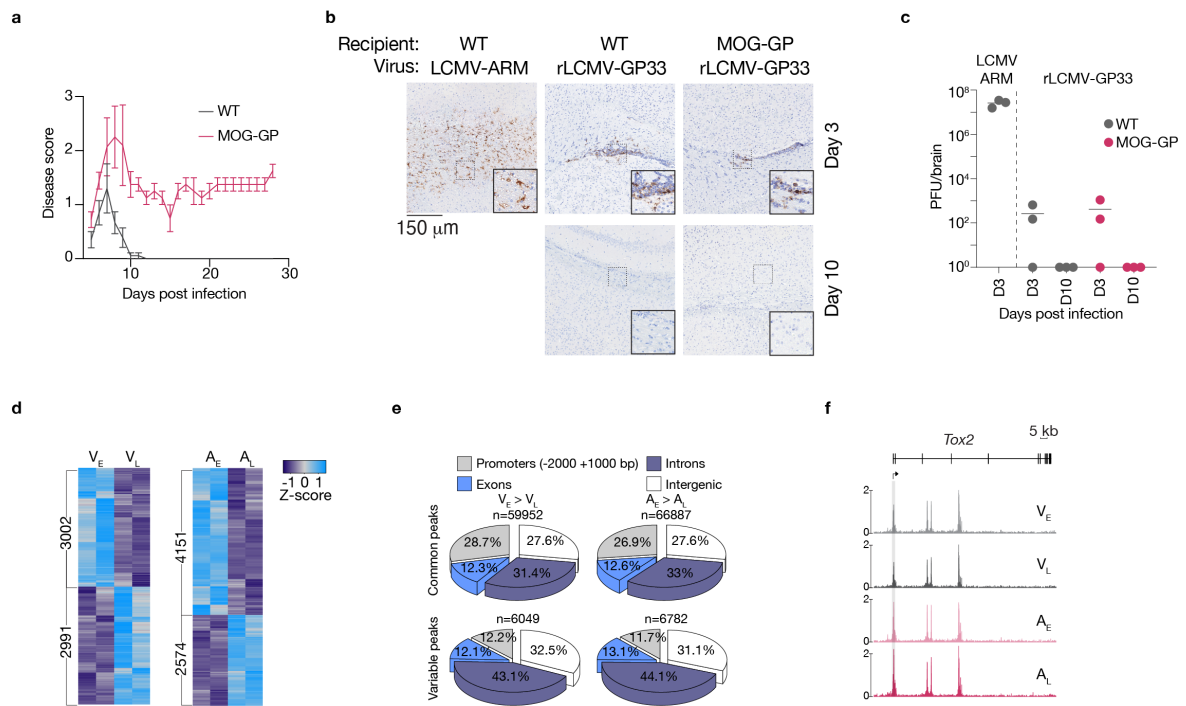 a
3
2
1
0
Disease score
10
20
30
Days post infection
WT
MOG-GP
b
Recipient: WT WT MOG-GP
Virus: LCMV-ARM rLCMV-GP33 rLCMV-GP33
Day 3
150 μm
Day 10
c
LCMV
ARM
rLCMV-GP33
10⁸
10⁶
10⁴
10²
10⁰
PFU/brain
WT
MOG-GP
D3 D3 D10 D3 D10
Days post infection
d
V_E V_L
3002
2991
A_E A_L
4151
2574
-1 0 1
Z-score
e
Promoters (-2000 +1000 bp) Introns
Exons Intergenic
V_E > V_L A_E > A_L
n=59952 n=66887
Common peaks
28.7% 27.6% 26.9% 27.6%
12.3% 31.4% 12.6% 33%
n=6049 n=6782
Variable peaks
12.2% 11.7%
12.1% 32.5% 13.1% 31.1%
43.1% 44.1%
f
Tox2
5 kb
2
0
V_E
2
0
V_L
2
0
A_E
2
0
A_L